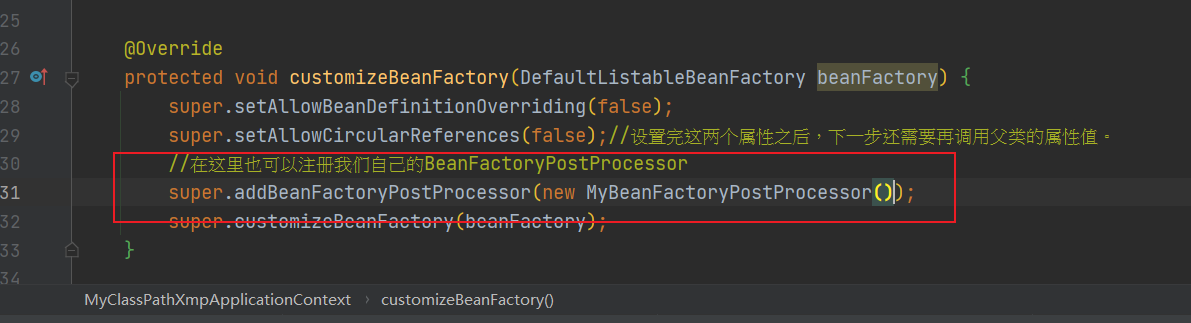 25
26 @Override
27 protected void customizeBeanFactory(DefaultListableBeanFactory beanFactory) {
28 super.setAllowBeanDefinitionOverriding(false);
29 super.setAllowCircularReferences(false);//设置完这两个属性之后，下一步还需要再调用父类的属性值。
30 //在这里也可以注册我们自己的BeanFactoryPostProcessor
31 super.addBeanFactoryPostProcessor(new MyBeanFactoryPostProcessor());
32 super.customizeBeanFactory(beanFactory);
33 }
34
MyClassPathXmpApplicationContext › customizeBeanFactory()